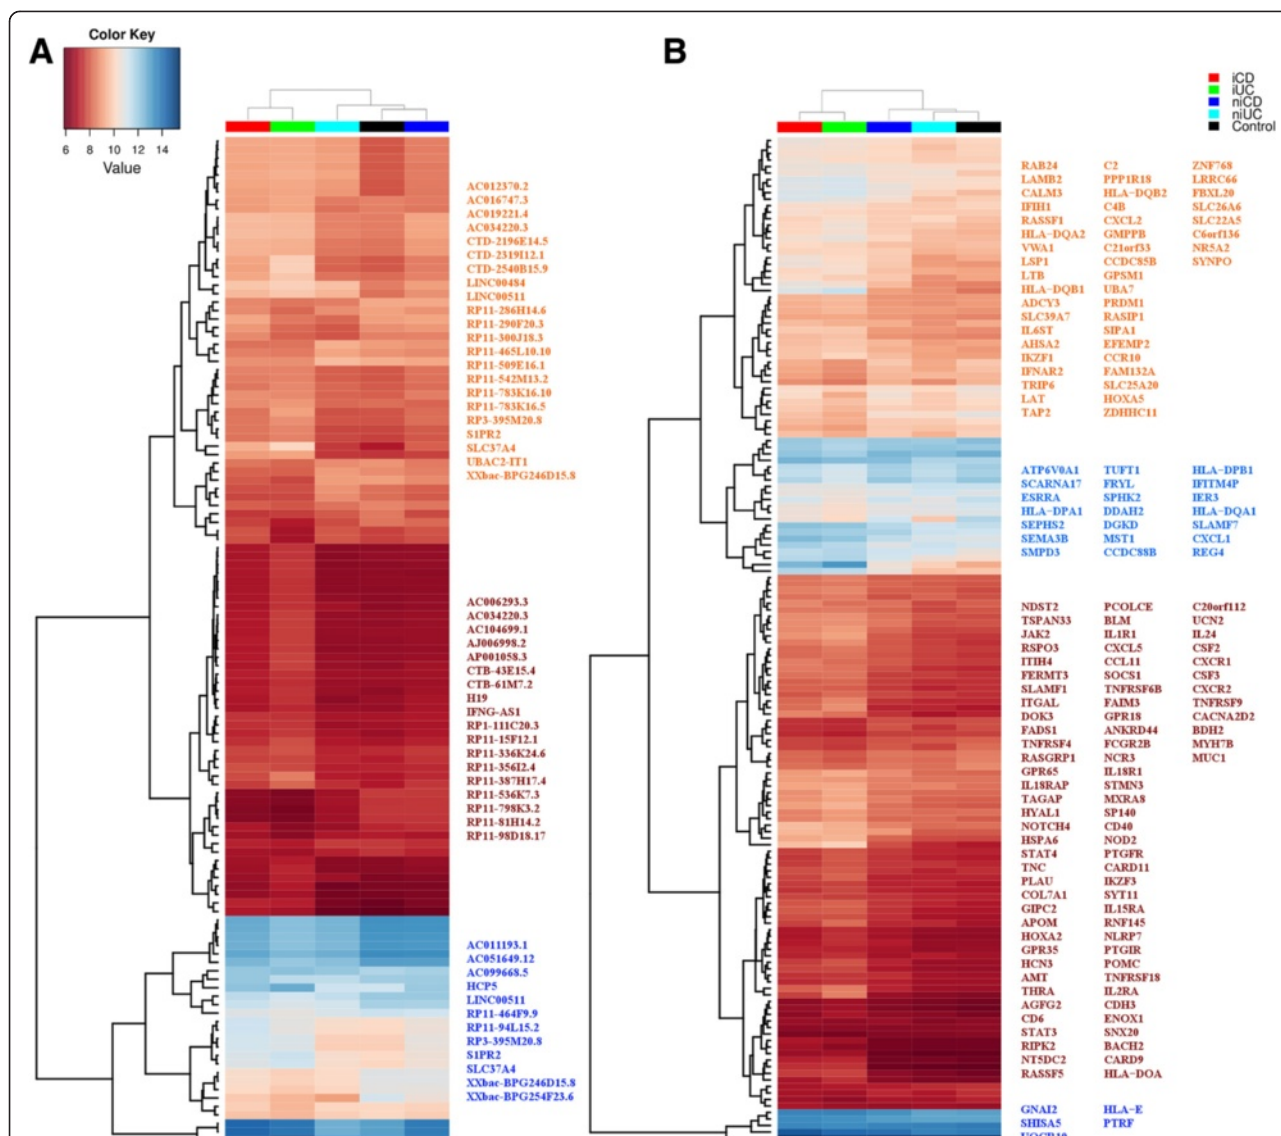 A
Color Key
6 8 10 12 14
Value
AC012370.2
AC016747.3
AC019221.4
AC034220.3
CTD-2196E14.5
CTD-2319I12.1
CTD-2540B15.9
LINC00484
LINC00511
RP11-286H14.6
RP11-290F20.3
RP11-300J18.3
RP11-465L10.10
RP11-509E16.1
RP11-542M13.2
RP11-783K16.10
RP11-783K16.5
RP3-395M20.8
S1PR2
SLC37A4
UBAC2-IT1
XXbac-BPG246D15.8
AC006293.3
AC034220.3
AC104699.1
AJ006998.2
AP001058.3
CTB-43E15.4
CTB-61M7.2
H19
IFNG-AS1
RP1-111C20.3
RP11-15F12.1
RP11-336K24.6
RP11-356I2.4
RP11-387H17.4
RP11-536K7.3
RP11-798K3.2
RP11-81H14.2
RP11-98D18.17
AC011193.1
AC051649.12
AC099668.5
HCP5
LINC00511
RP11-464F9.9
RP11-94L15.2
RP3-395M20.8
S1PR2
SLC37A4
XXbac-BPG246D15.8
XXbac-BPG254F23.6
B
iCD
iUC
niCD
niUC
Control
RAB24 C2 ZNF768
LAMB2 PPP1R18 LRRC66
CALM3 HLA-DQB2 FBXL20
IFIH1 C4B SLC26A6
RASSF1 CXCL2 SLC22A5
HLA-DQA2 GMPPB C6orf136
VWA1 C21orf33 NR5A2
LSP1 CCDC85B SYNPO
LTB GPSM1
HLA-DQB1 UBA7
ADCY3 PRDM1
SLC39A7 RASIP1
IL6ST SIPA1
AHSA2 EFEMP2
IKZF1 CCR10
IFNAR2 FAM132A
TRIP6 SLC25A20
LAT HOXA5
TAP2 ZDHHC11
ATP6V0A1 TUFT1 HLA-DPB1
SCARNA17 FRYL IFITM4P
ESRRA SPHK2 IER3
HLA-DPA1 DDAH2 HLA-DQA1
SEPHS2 DGKD SLAMF7
SEMA3B MST1 CXCL1
SMPD3 CCDC88B REG4
NDST2 PCOLCE C20orf112
TSPAN33 BLM UCN2
JAK2 IL1R1 IL24
RSPO3 CXCL5 CSF2
ITIH4 CCL11 CXCR1
FERMT3 SOCS1 CSF3
SLAMF1 TNFRSF6B CXCR2
ITGAL FAIM3 TNFRSF9
DOK3 GPR18 CACNA2D2
FADS1 ANKRD44 BDH2
TNFRSF4 FCGR2B MYH7B
RASGRP1 NCR3 MUC1
GPR65 IL18R1
IL18RAP STMN3
TAGAP MXRA8
HYAL1 SP140
NOTCH4 CD40
HSPA6 NOD2
STAT4 PTGFR
TNC CARD11
PLAU IKZF3
COL7A1 SYT11
GIPC2 IL15RA
APOM RNF145
HOXA2 NLRP7
GPR35 PTGIR
HCN3 POMC
AMT TNFRSF18
THRA IL2RA
AGFG2 CDH3
CD6 ENOX1
STAT3 SNX20
RIPK2 BACH2
NT5DC2 CARD9
RASSF5 HLA-DOA
GNAI2 HLA-E
SHISA5 PTRF